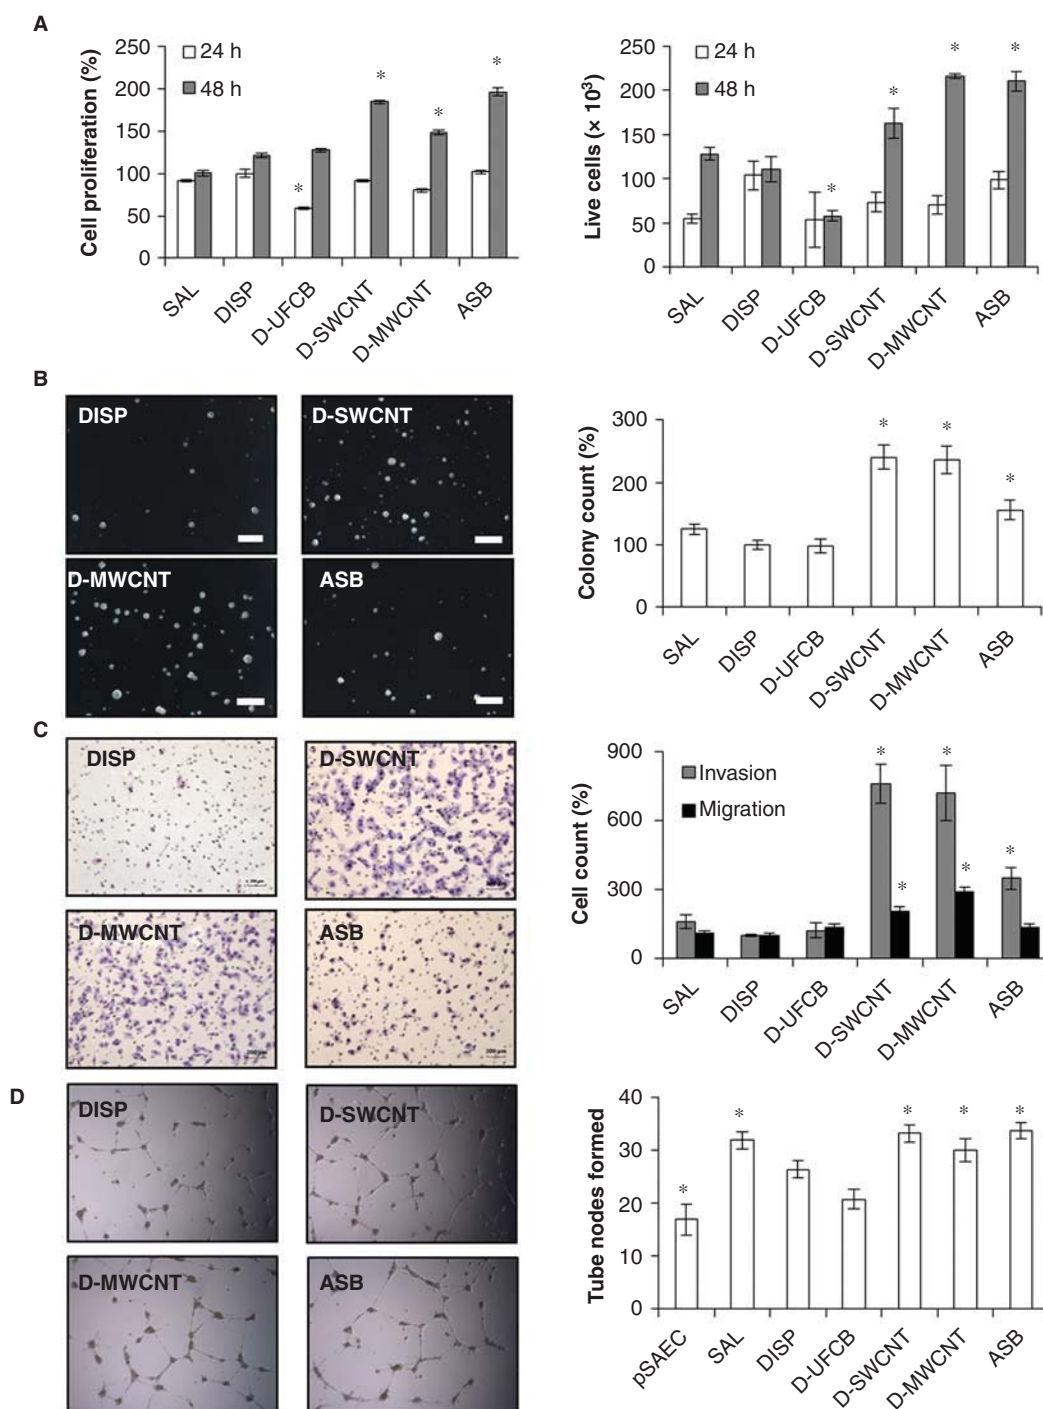 A
Cell proliferation (%)
250
200
150
100
50
0
24 h
48 h
*
*
*
*
SAL
DISP
D-UFCB
D-SWCNT
D-MWCNT
ASB
Live cells (× 10³)
250
200
150
100
50
0
24 h
48 h
*
*
*
*
SAL
DISP
D-UFCB
D-SWCNT
D-MWCNT
ASB
B
DISP
D-SWCNT
D-MWCNT
ASB
Colony count (%)
300
200
100
0
*
*
*
SAL
DISP
D-UFCB
D-SWCNT
D-MWCNT
ASB
C
DISP
D-SWCNT
D-MWCNT
ASB
Cell count (%)
900
600
300
0
Invasion
Migration
*
*
*
*
*
SAL
DISP
D-UFCB
D-SWCNT
D-MWCNT
ASB
D
DISP
D-SWCNT
D-MWCNT
ASB
Tube nodes formed
40
30
20
10
0
*
*
*
*
*
pSAEC
SAL
DISP
D-UFCB
D-SWCNT
D-MWCNT
ASB